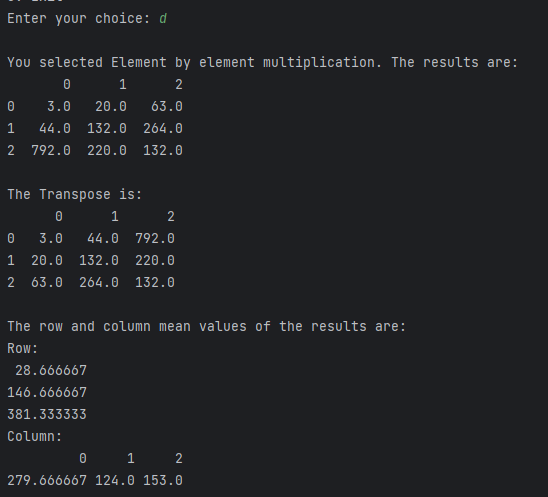 Enter your choice: d
You selected Element by element multiplication. The results are:
0 1 2
0 3.0 20.0 63.0
1 44.0 132.0 264.0
2 792.0 220.0 132.0
The Transpose is:
0 1 2
0 3.0 44.0 792.0
1 20.0 132.0 220.0
2 63.0 264.0 132.0
The row and column mean values of the results are:
Row:
28.666667
146.666667
381.333333
Column:
0 1 2
279.666667 124.0 153.0